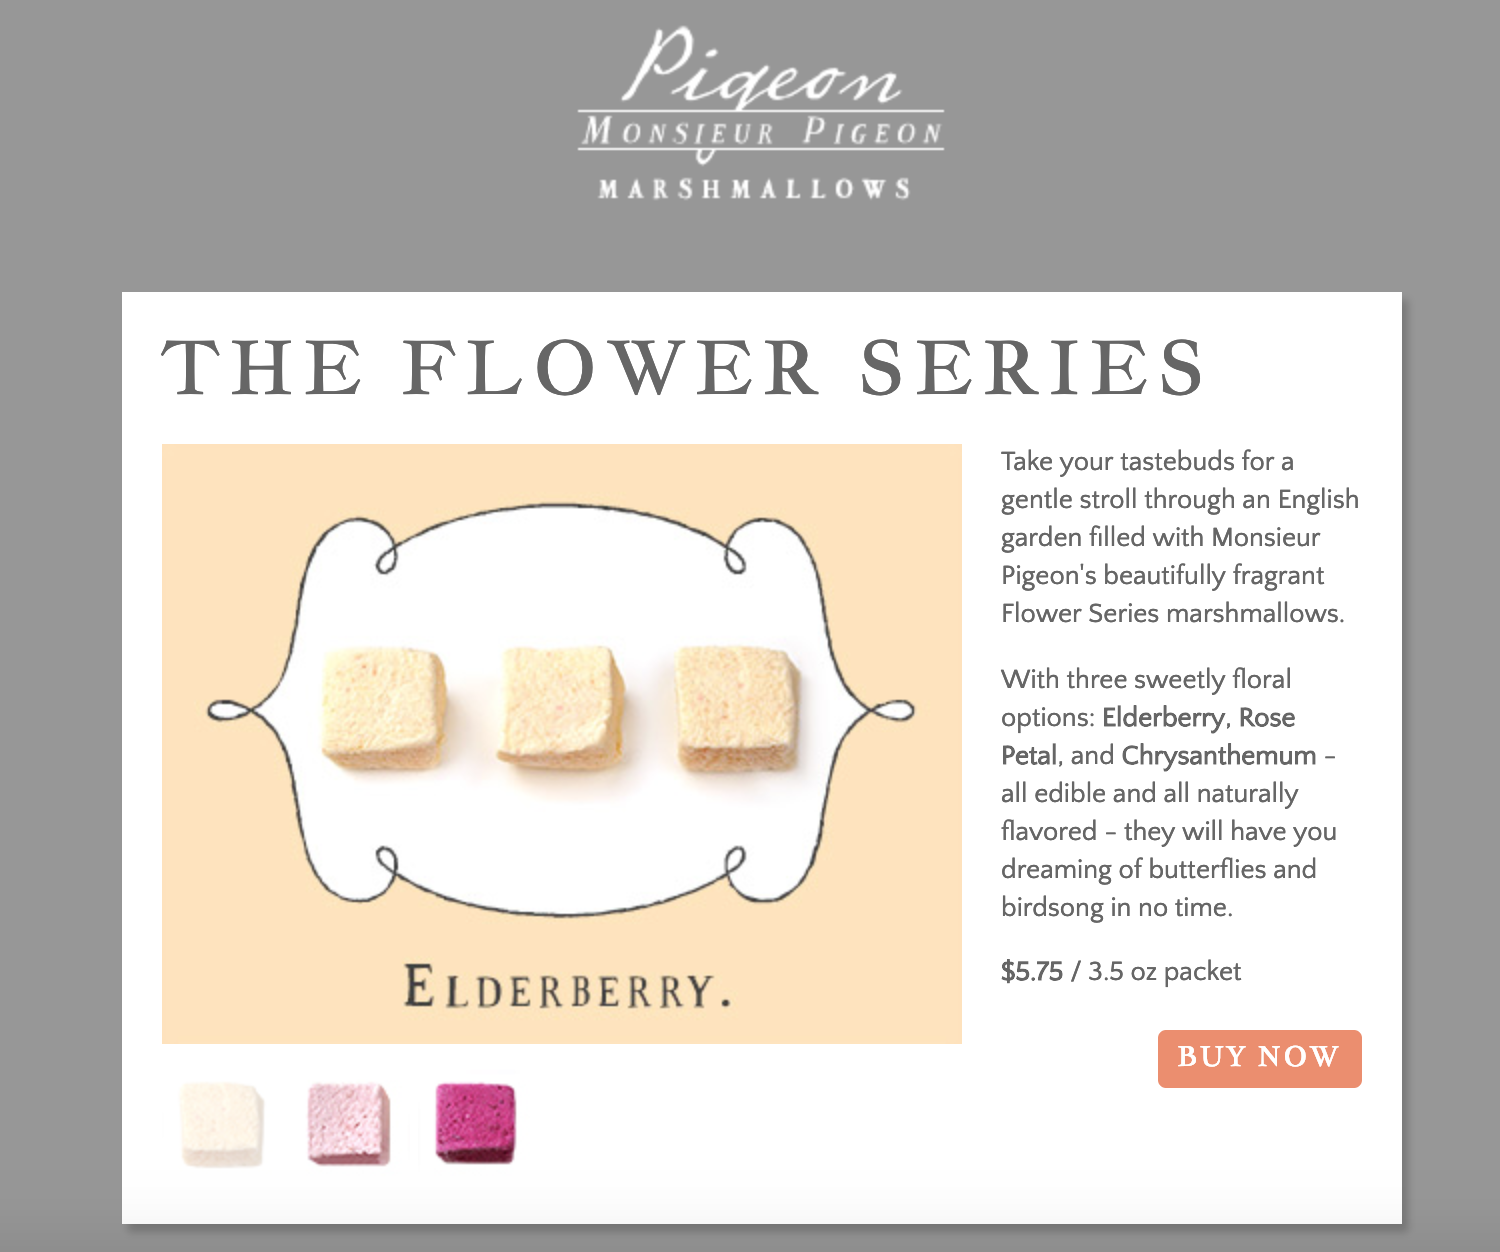 Pigeon
MONSIEUR PIGEON
MARSHMALLOWS
THE FLOWER SERIES
Take your tastebuds for a
gentle stroll through an English
garden filled with Monsieur
Pigeon's beautifully fragrant
Flower Series marshmallows.
With three sweetly floral
options: Elderberry, Rose
Petal, and Chrysanthemum –
all edible and all naturally
flavored – they will have you
dreaming of butterflies and
birdsong in no time.
$5.75 / 3.5 oz packet
ELDERBERRY.
BUY NOW